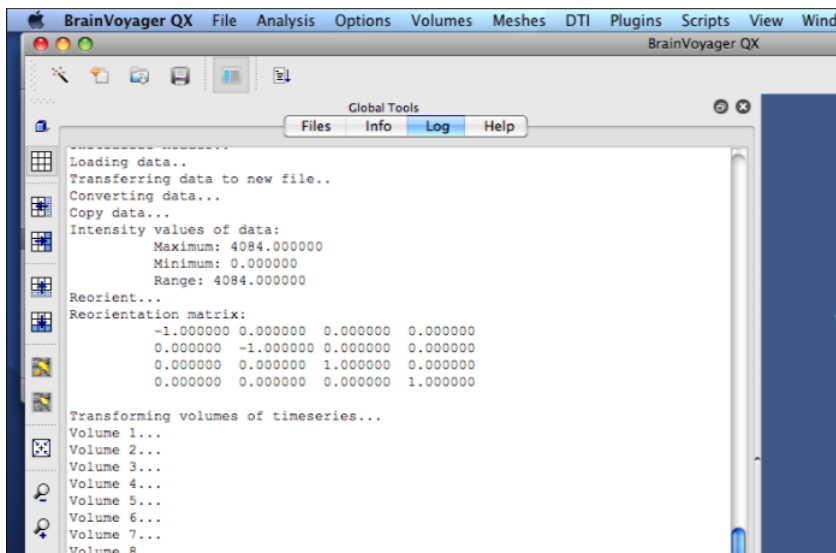 BrainVoyager QX File Analysis Options Volumes Meshes DTI Plugins Scripts View Wind
BrainVoyager QX
Global Tools
Files Info Log Help
Loading data..
Transferring data to new file..
Converting data...
Copy data...
Intensity values of data:
Maximum: 4084.000000
Minimum: 0.000000
Range: 4084.000000
Reorient...
Reorientation matrix:
-1.000000 0.000000 0.000000 0.000000
0.000000 -1.000000 0.000000 0.000000
0.000000 0.000000 1.000000 0.000000
0.000000 0.000000 0.000000 1.000000
Transforming volumes of timeseries...
Volume 1...
Volume 2...
Volume 3...
Volume 4...
Volume 5...
Volume 6...
Volume 7...
Volume 8